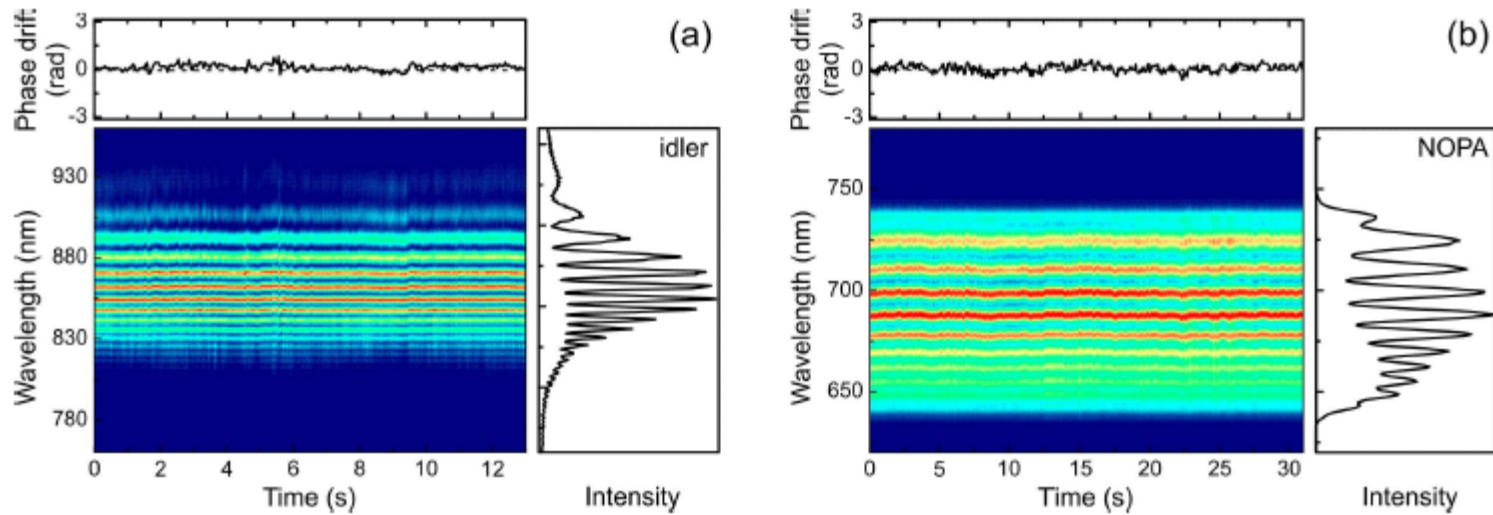 Phase drift
(rad)
3
0
-3
(a)
Wavelength (nm)
930
880
830
780
idler
0 2 4 6 8 10 12
Time (s)
Intensity
Phase drift
(rad)
3
0
-3
(b)
Wavelength (nm)
750
700
650
NOPA
0 5 10 15 20 25 30
Time (s)
Intensity